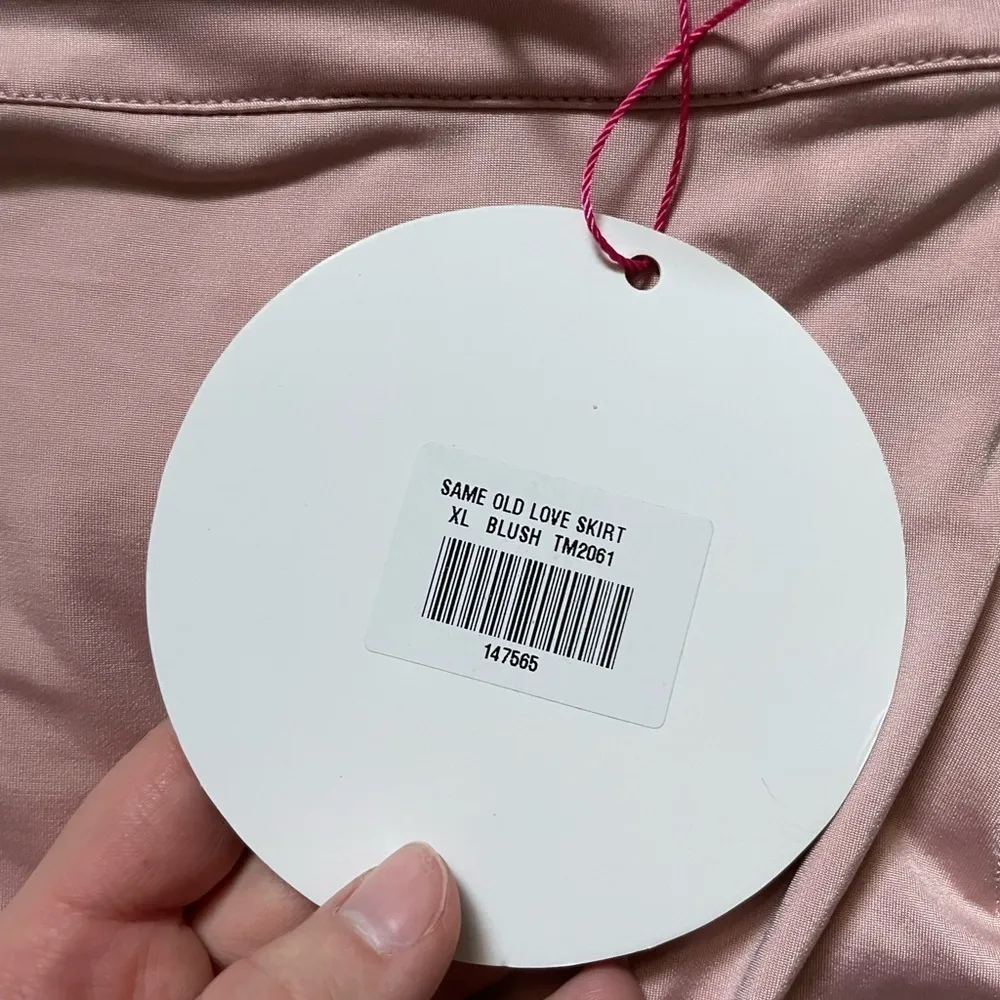 SAME OLD LOVE SKIRT
XL BLUSH TM2061
147565